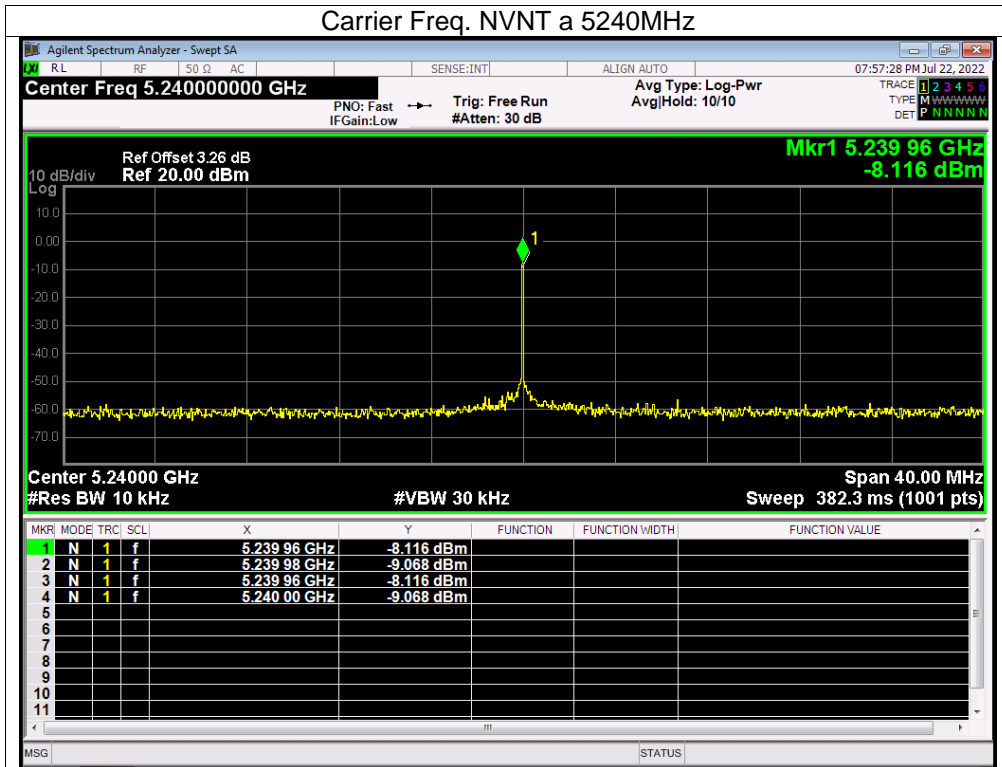 Carrier Freq. NVNT a 5240MHz
Agilent Spectrum Analyzer - Swept SA
LXI RL RF 50 Ω AC SENSE:INT ALIGN AUTO 07:57:28 PM Jul 22, 2022
Center Freq 5.240000000 GHz
PNO: Fast Trig: Free Run Avg Type: Log-Pwr TRACE 1 2 3 4 5 6
IFGain:Low #Atten: 30 dB Avg|Hold: 10/10 TYPE M WWWWW
DET P N N N N N
Ref Offset 3.26 dB Mkr1 5.239 96 GHz
10 dB/div Ref 20.00 dBm -8.116 dBm
Log
10.0
0.00
1
-10.0
-20.0
-30.0
-40.0
-50.0
-60.0
-70.0
Center 5.24000 GHz Span 40.00 MHz
#Res BW 10 kHz #VBW 30 kHz Sweep 382.3 ms (1001 pts)
MKR MODE TRC SCL X Y FUNCTION FUNCTION WIDTH FUNCTION VALUE
1 N 1 f 5.239 96 GHz -8.116 dBm
2 N 1 f 5.239 98 GHz -9.068 dBm
3 N 1 f 5.239 96 GHz -8.116 dBm
4 N 1 f 5.240 00 GHz -9.068 dBm
5
6
7
8
9
10
11
MSG STATUS